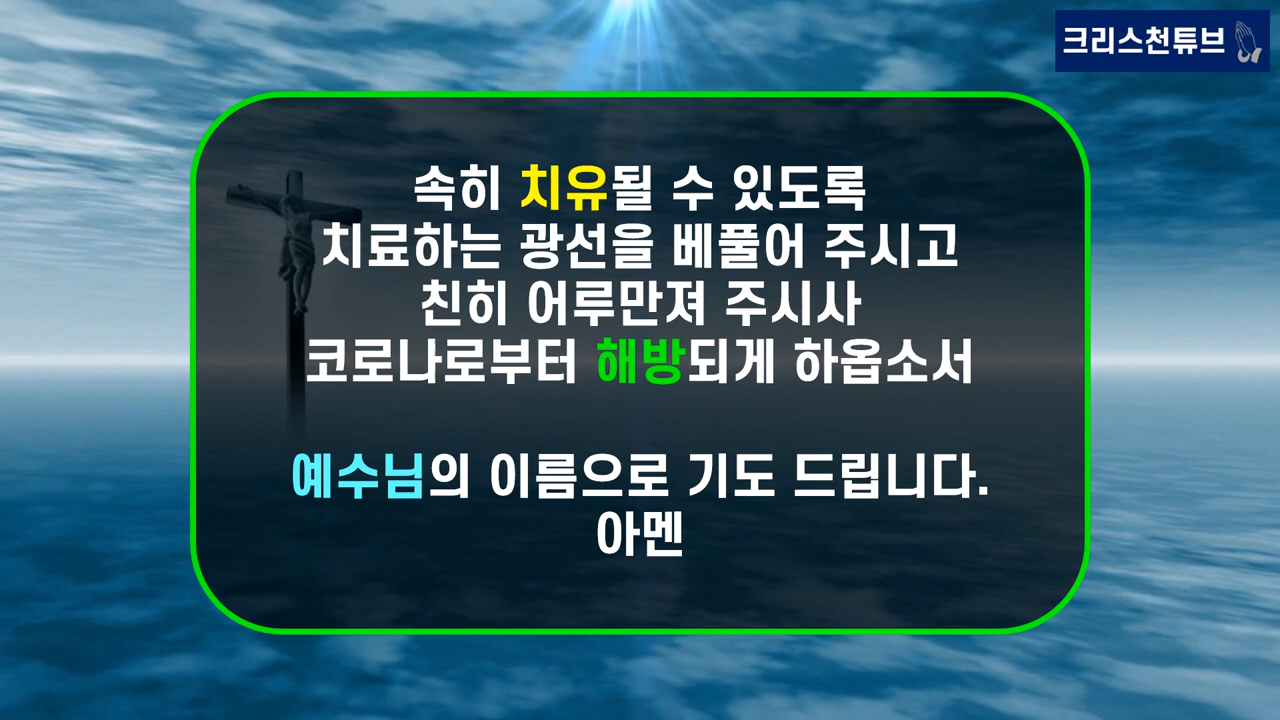 크리스천튜브
속히 치유될 수 있도록
치료하는 광선을 베풀어 주시고
친히 어루만져 주시사
코로나로부터 해방되게 하옵소서
예수님의 이름으로 기도 드립니다.
아멘